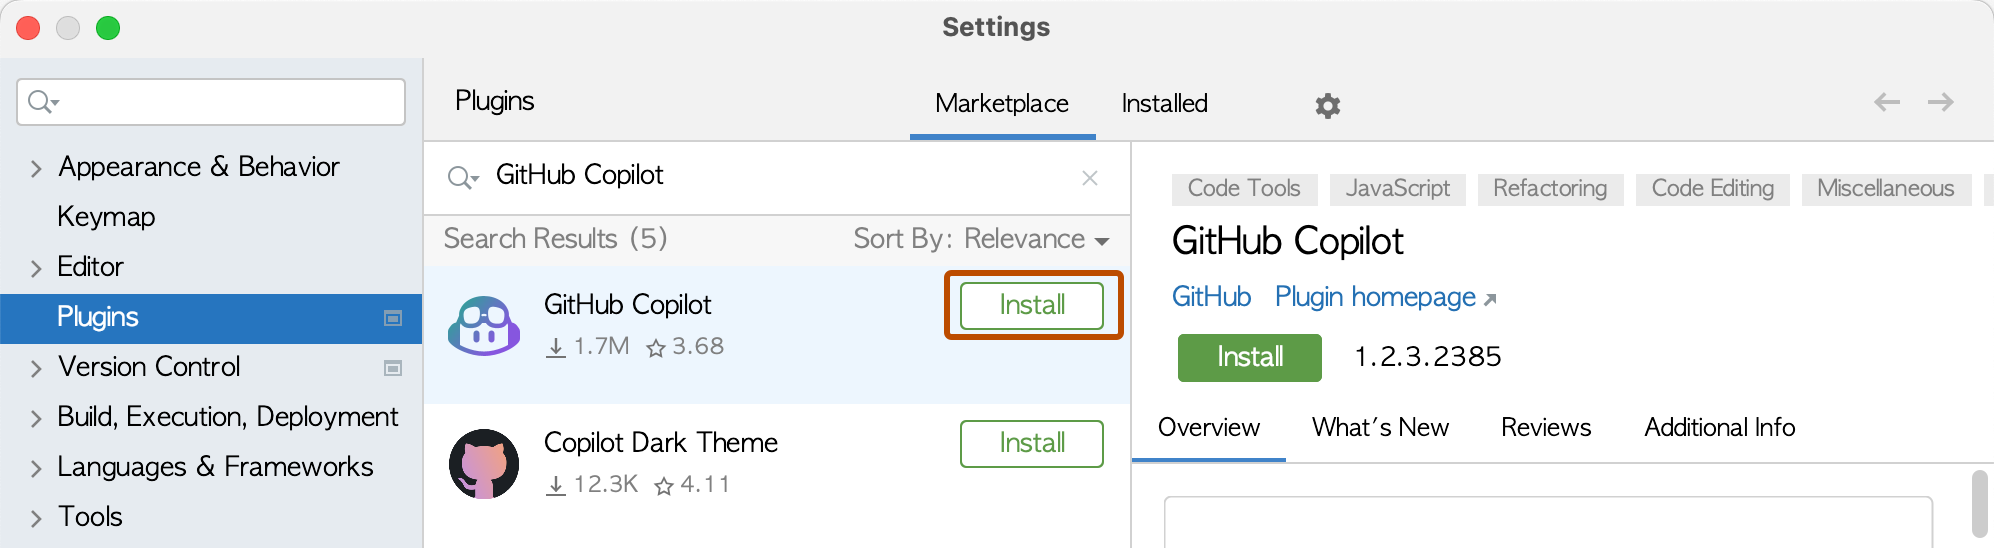 Settings
Plugins
Marketplace
Installed
Appearance & Behavior
Keymap
Editor
Plugins
Version Control
Build, Execution, Deployment
Languages & Frameworks
Tools
GitHub Copilot
Search Results (5)
Sort By: Relevance
GitHub Copilot
Install
1.7M 3.68
Copilot Dark Theme
Install
12.3K 4.11
Code Tools
JavaScript
Refactoring
Code Editing
Miscellaneous
GitHub Copilot
GitHub Plugin homepage
Install 1.2.3.2385
Overview
What's New
Reviews
Additional Info